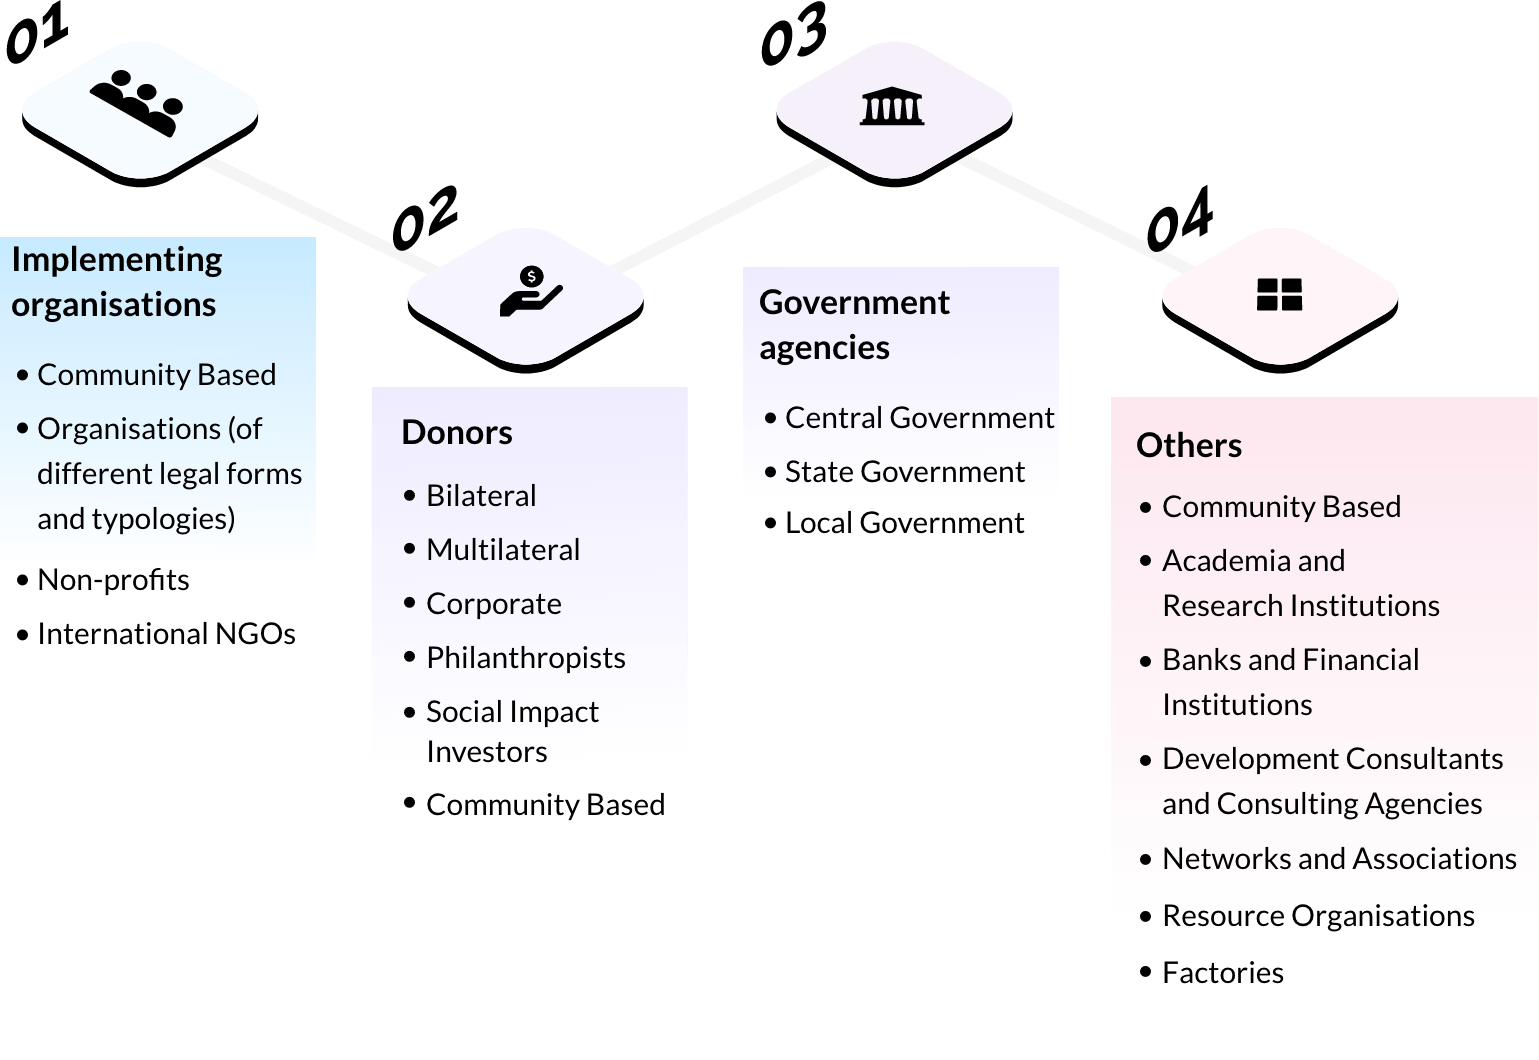 01
Implementing
organisations
• Community Based
• Organisations (of
different legal forms
and typologies)
• Non-profits
• International NGOs
02
$
Donors
• Bilateral
• Multilateral
• Corporate
• Philanthropists
• Social Impact
Investors
• Community Based
03
Government
agencies
• Central Government
• State Government
• Local Government
04
Others
• Community Based
• Academia and
Research Institutions
• Banks and Financial
Institutions
• Development Consultants
and Consulting Agencies
• Networks and Associations
• Resource Organisations
• Factories